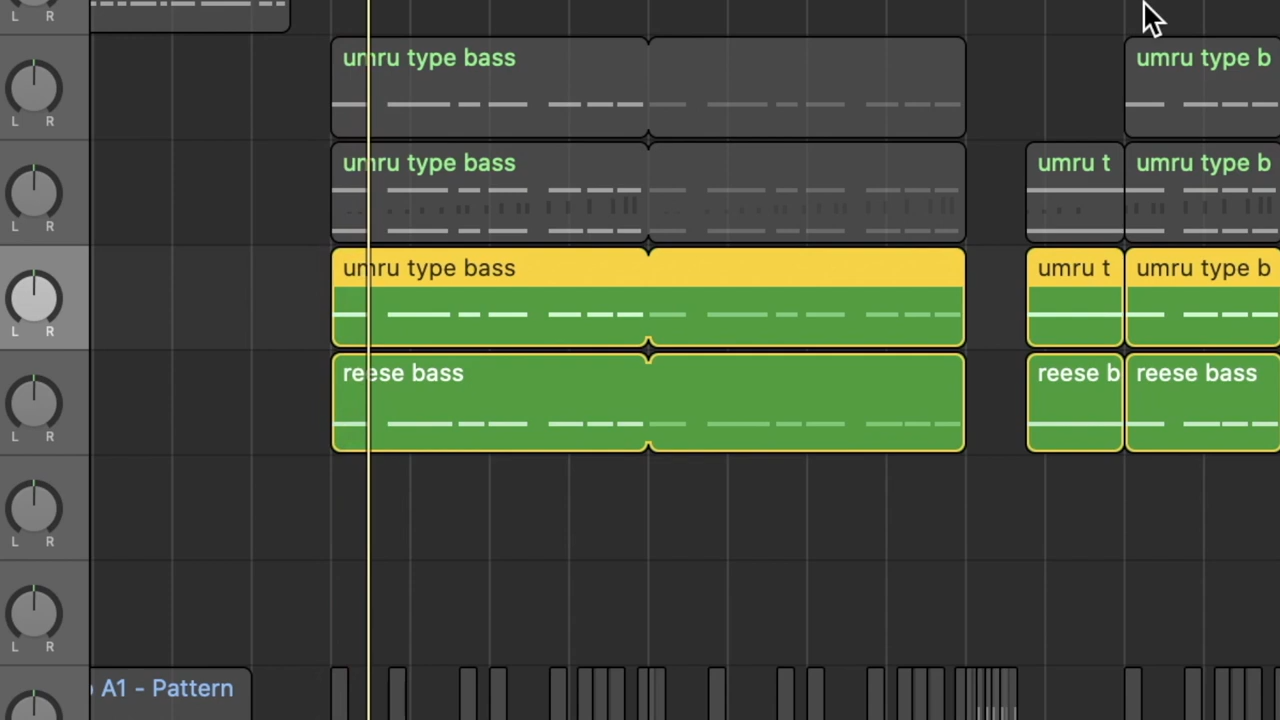 L R
umru type bass
umru type b
L R
umru type bass
umru t
umru type b
L R
umru type bass
umru t
umru type b
L R
reese bass
reese b
reese bass
L R
L R
L R
A1 - Pattern